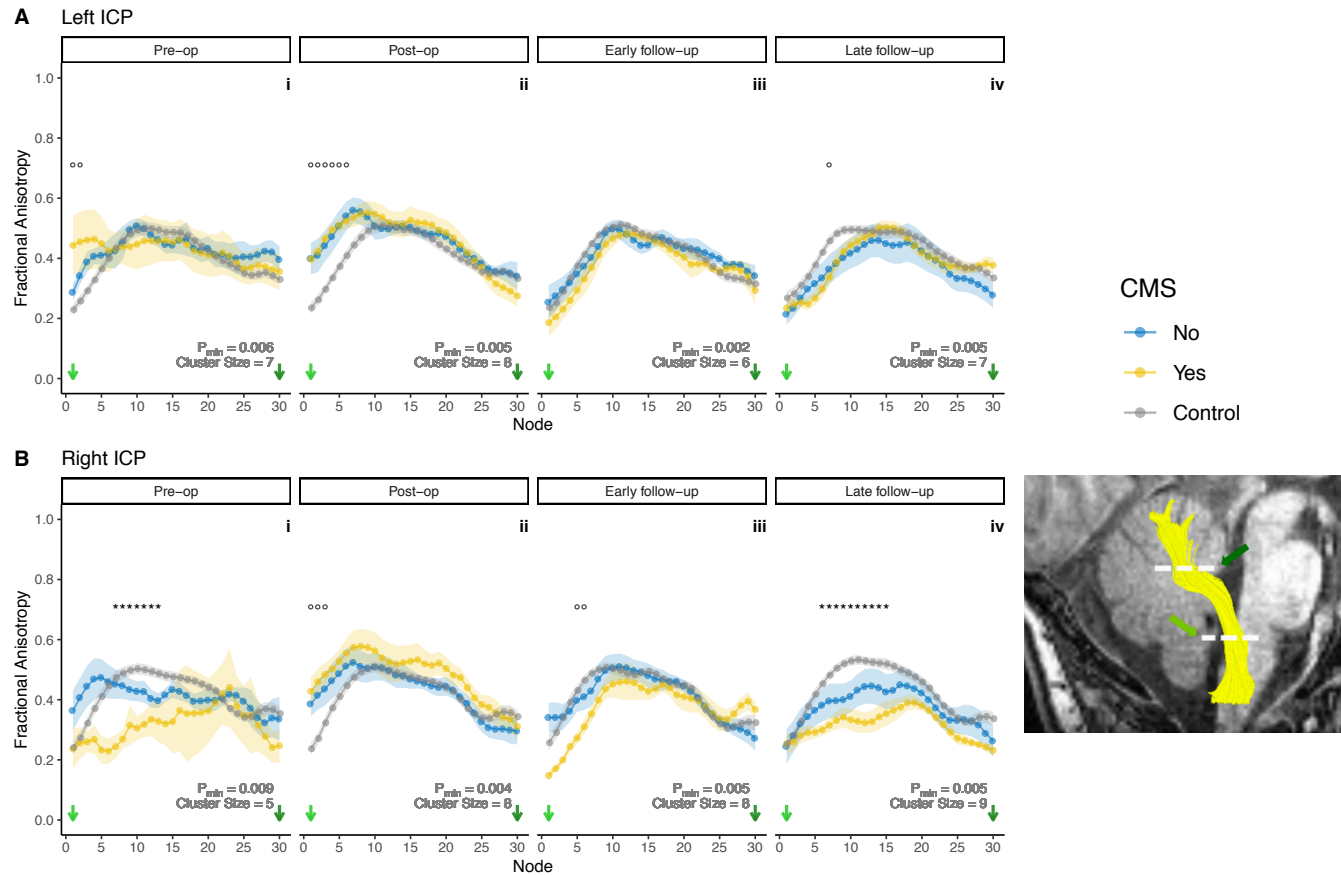 A Left ICP
Pre−op Post−op Early follow−up Late follow−up
i ii iii iv
Fractional Anisotropy
1.0
0.8
0.6
0.4
0.2
0.0
Pmin = 0.006
Cluster Size = 7
Pmin = 0.005
Cluster Size = 8
Pmin = 0.002
Cluster Size = 6
Pmin = 0.005
Cluster Size = 7
0 5 10 15 20 25 30 0 5 10 15 20 25 30 0 5 10 15 20 25 30 0 5 10 15 20 25 30
Node
CMS
No
Yes
Control
B Right ICP
Pre−op Post−op Early follow−up Late follow−up
i ii iii iv
Fractional Anisotropy
1.0
0.8
0.6
0.4
0.2
0.0
Pmin = 0.009
Cluster Size = 5
Pmin = 0.004
Cluster Size = 8
Pmin = 0.005
Cluster Size = 8
Pmin = 0.005
Cluster Size = 9
0 5 10 15 20 25 30 0 5 10 15 20 25 30 0 5 10 15 20 25 30 0 5 10 15 20 25 30
Node